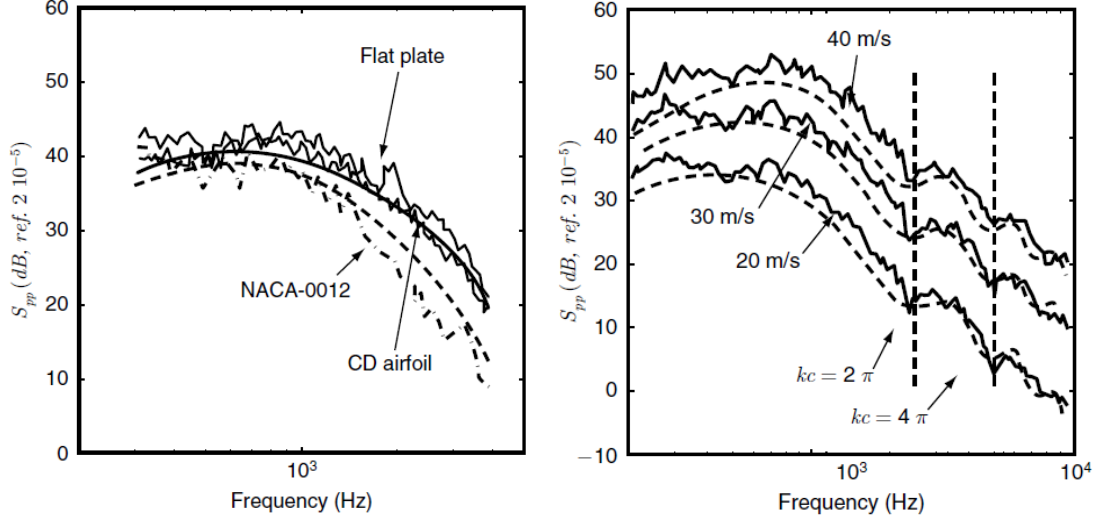 60
50
40
30
20
10
0
S_pp (dB, ref. 2 10^−5)
Flat plate
NACA-0012
CD airfoil
10^3
Frequency (Hz)
60
50
40
30
20
10
0
−10
S_pp (dB, ref. 2 10^−5)
40 m/s
30 m/s
20 m/s
kc = 2 π
kc = 4 π
10^3
10^4
Frequency (Hz)